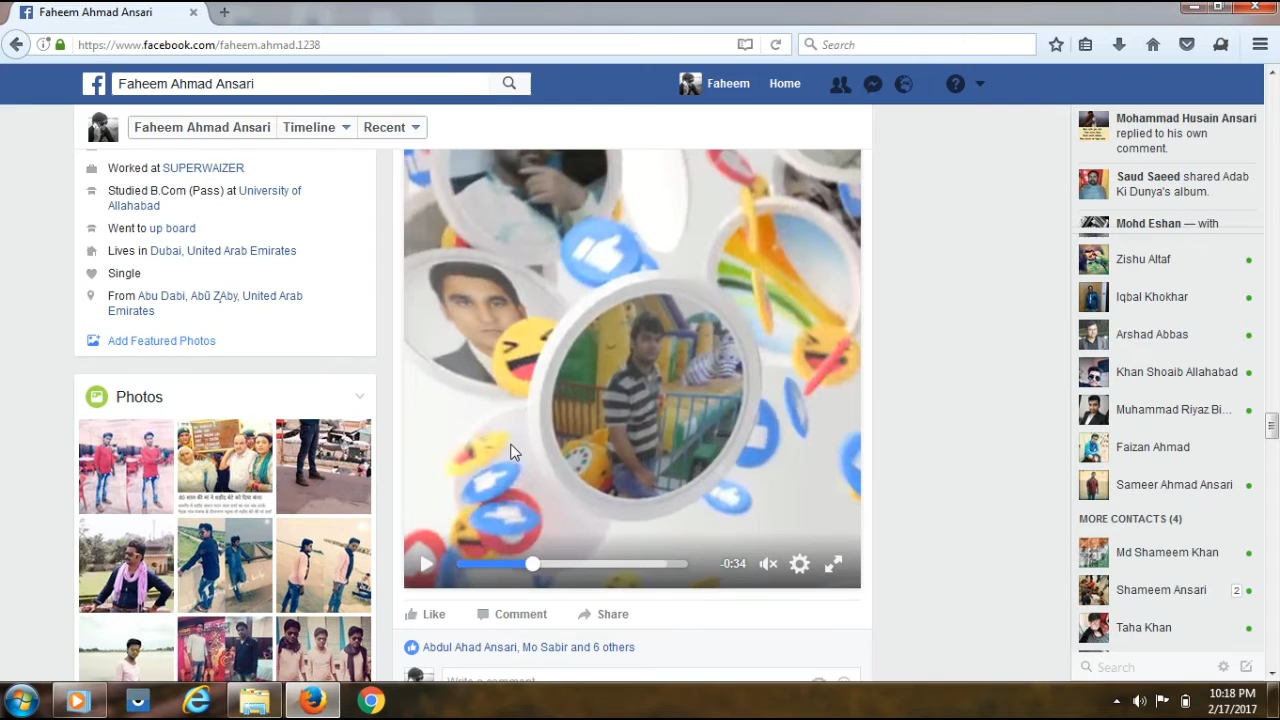 Faheem Ahmad Ansari
https://www.facebook.com/faheem.ahmad.1238
Search
Faheem Ahmad Ansari
Faheem
Home
Faheem Ahmad Ansari
Timeline
Recent
Worked at SUPERWAIZER
Studied B.Com (Pass) at University of
Allahabad
Went to up board
Lives in Dubai, United Arab Emirates
Single
From Abu Dabi, Abū Z̧Aby, United Arab
Emirates
Add Featured Photos
Photos
-0:34
Like
Comment
Share
Abdul Ahad Ansari, Mo Sabir and 6 others
Write a comment...
Mohammad Husain Ansari
replied to his own
comment.
Saud Saeed shared Adab
Ki Dunya's album.
Mohd Eshan — with
Zishu Altaf
Iqbal Khokhar
Arshad Abbas
Khan Shoaib Allahabad
Muhammad Riyaz Bi...
Faizan Ahmad
Sameer Ahmad Ansari
MORE CONTACTS (4)
Md Shameem Khan
Shameem Ansari
2
Taha Khan
Search
10:18 PM
2/17/2017